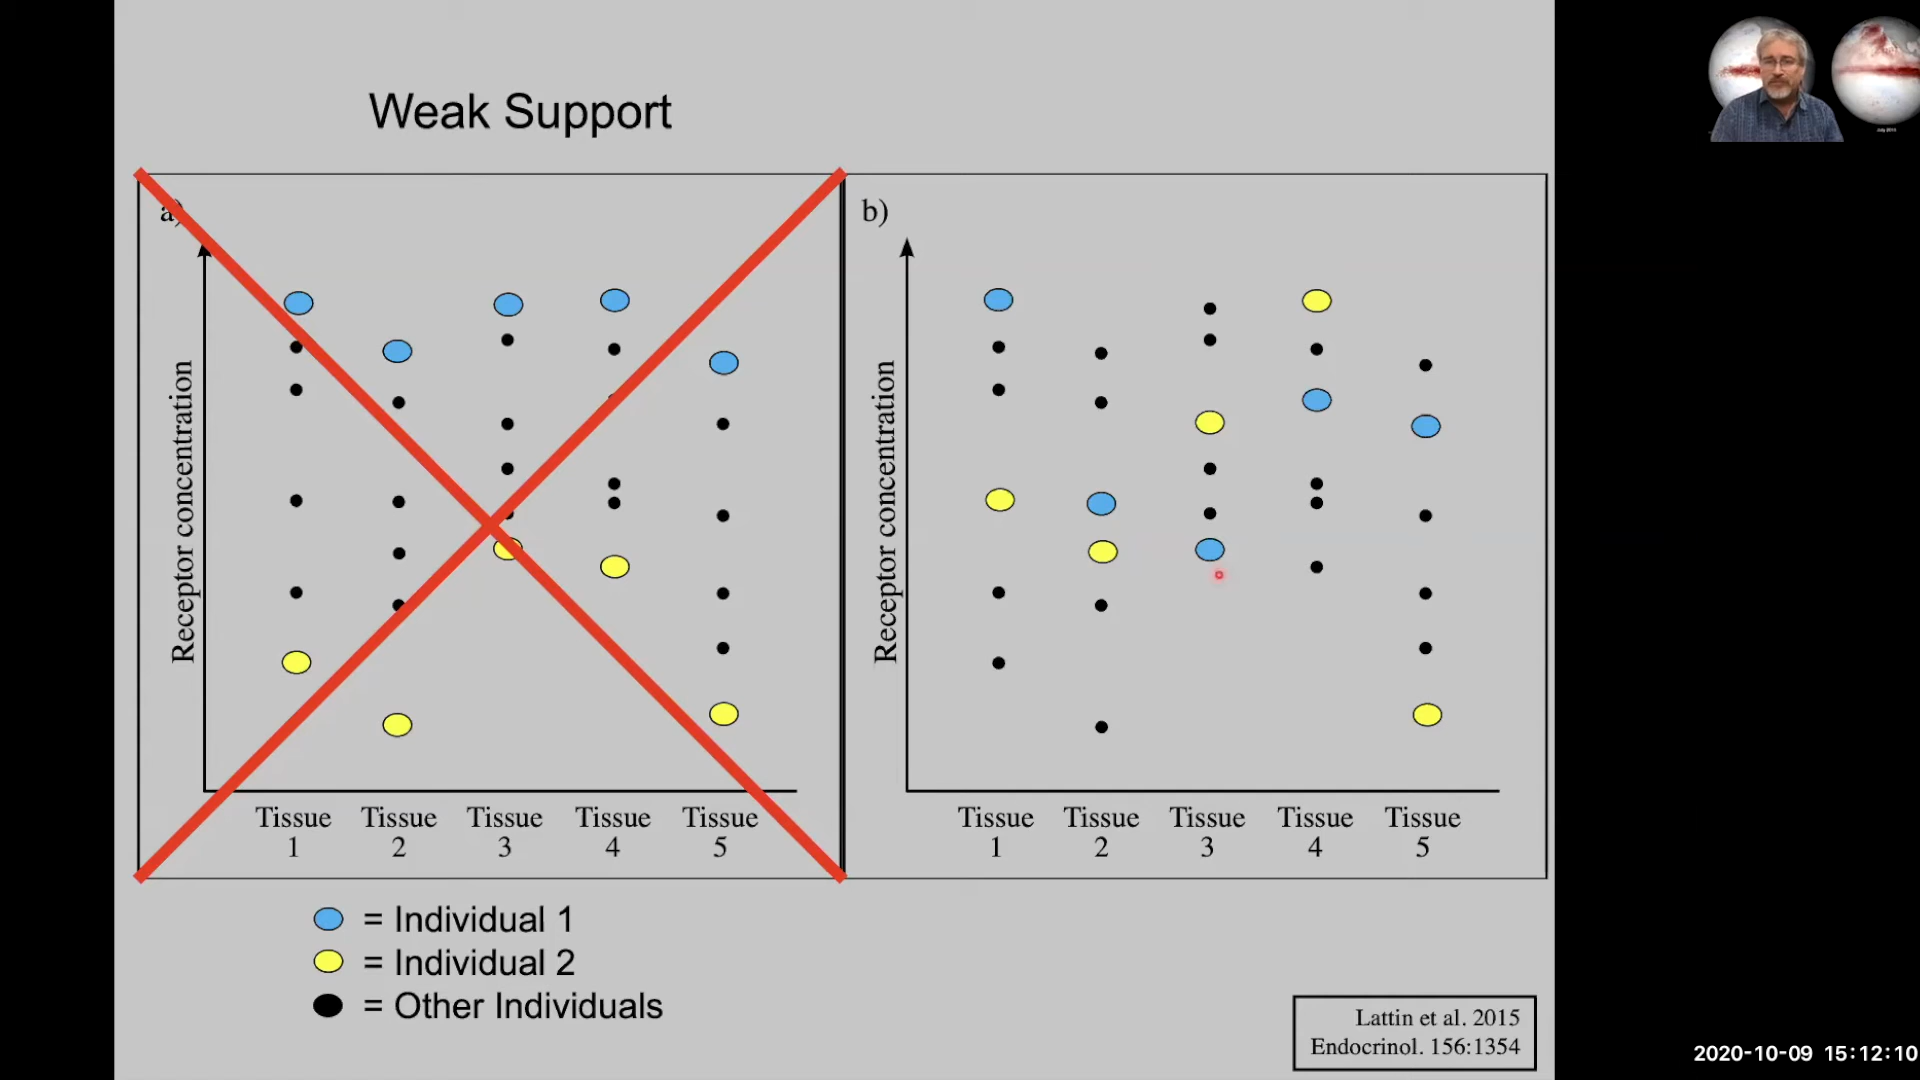 Weak Support
a)
Receptor concentration
Tissue 1
Tissue 2
Tissue 3
Tissue 4
Tissue 5
b)
Receptor concentration
Tissue 1
Tissue 2
Tissue 3
Tissue 4
Tissue 5
= Individual 1
= Individual 2
= Other Individuals
Lattin et al. 2015
Endocrinol. 156:1354
2020-10-09 15:12:10